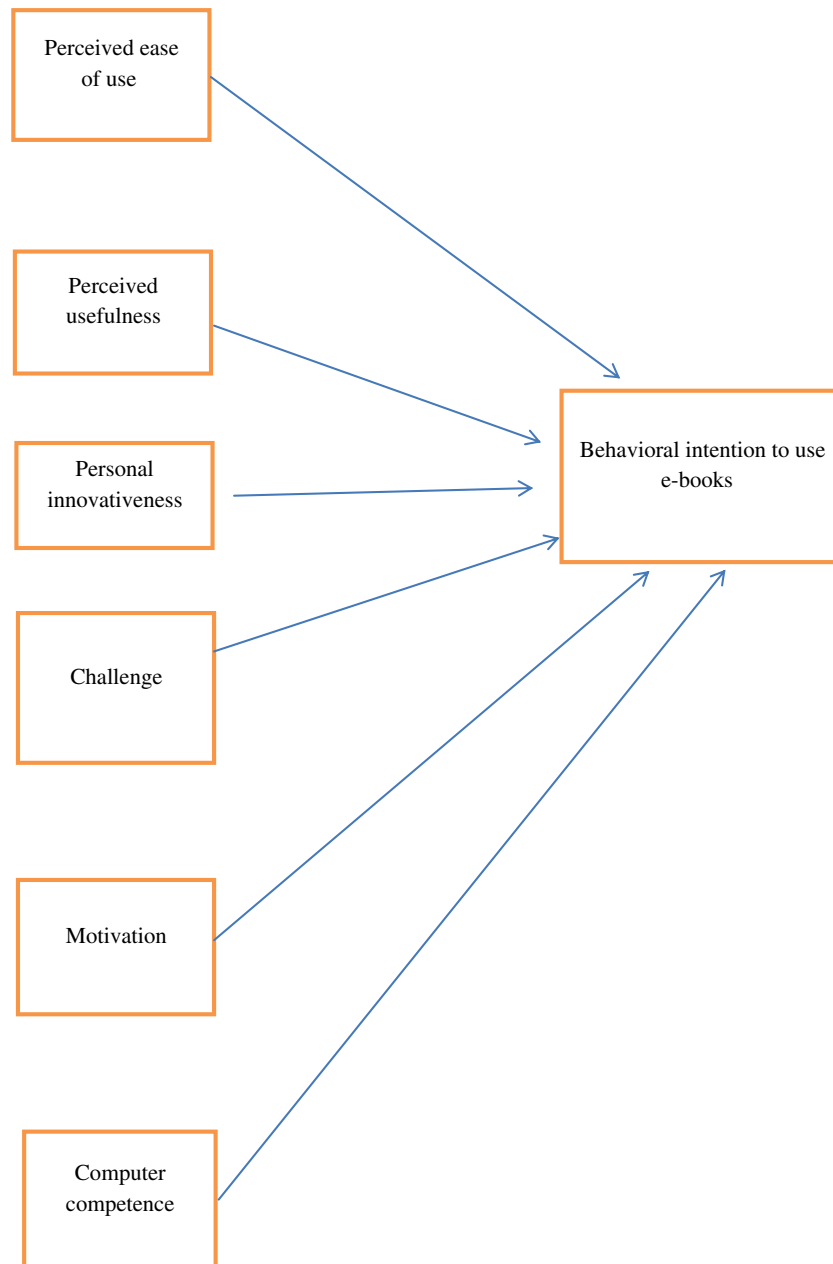 Perceived ease
of use
Perceived
usefulness
Behavioral intention to use
e-books
Personal
innovativeness
Challenge
Motivation
Computer
competence